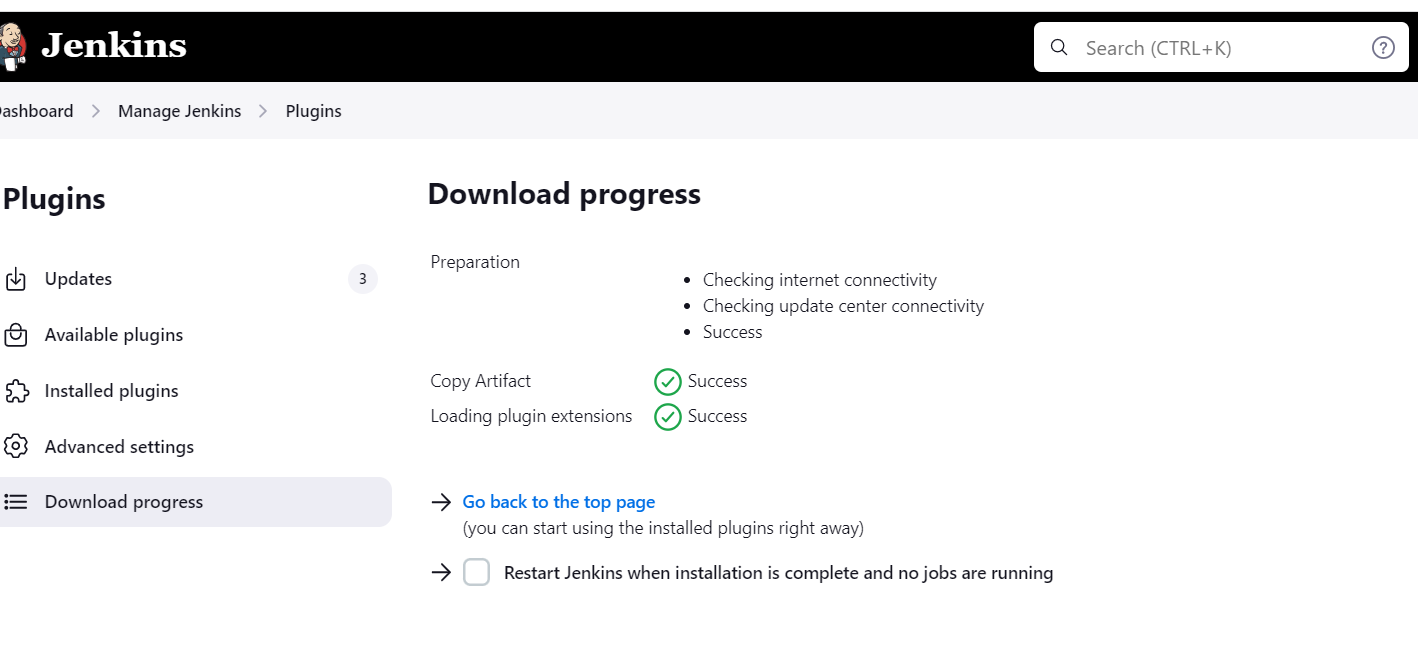 Jenkins
Search (CTRL+K)
ashboard
Manage Jenkins
Plugins
Plugins
Updates
3
Available plugins
Installed plugins
Advanced settings
Download progress
Download progress
Preparation
Checking internet connectivity
Checking update center connectivity
Success
Copy Artifact
Success
Loading plugin extensions
Success
Go back to the top page
(you can start using the installed plugins right away)
Restart Jenkins when installation is complete and no jobs are running